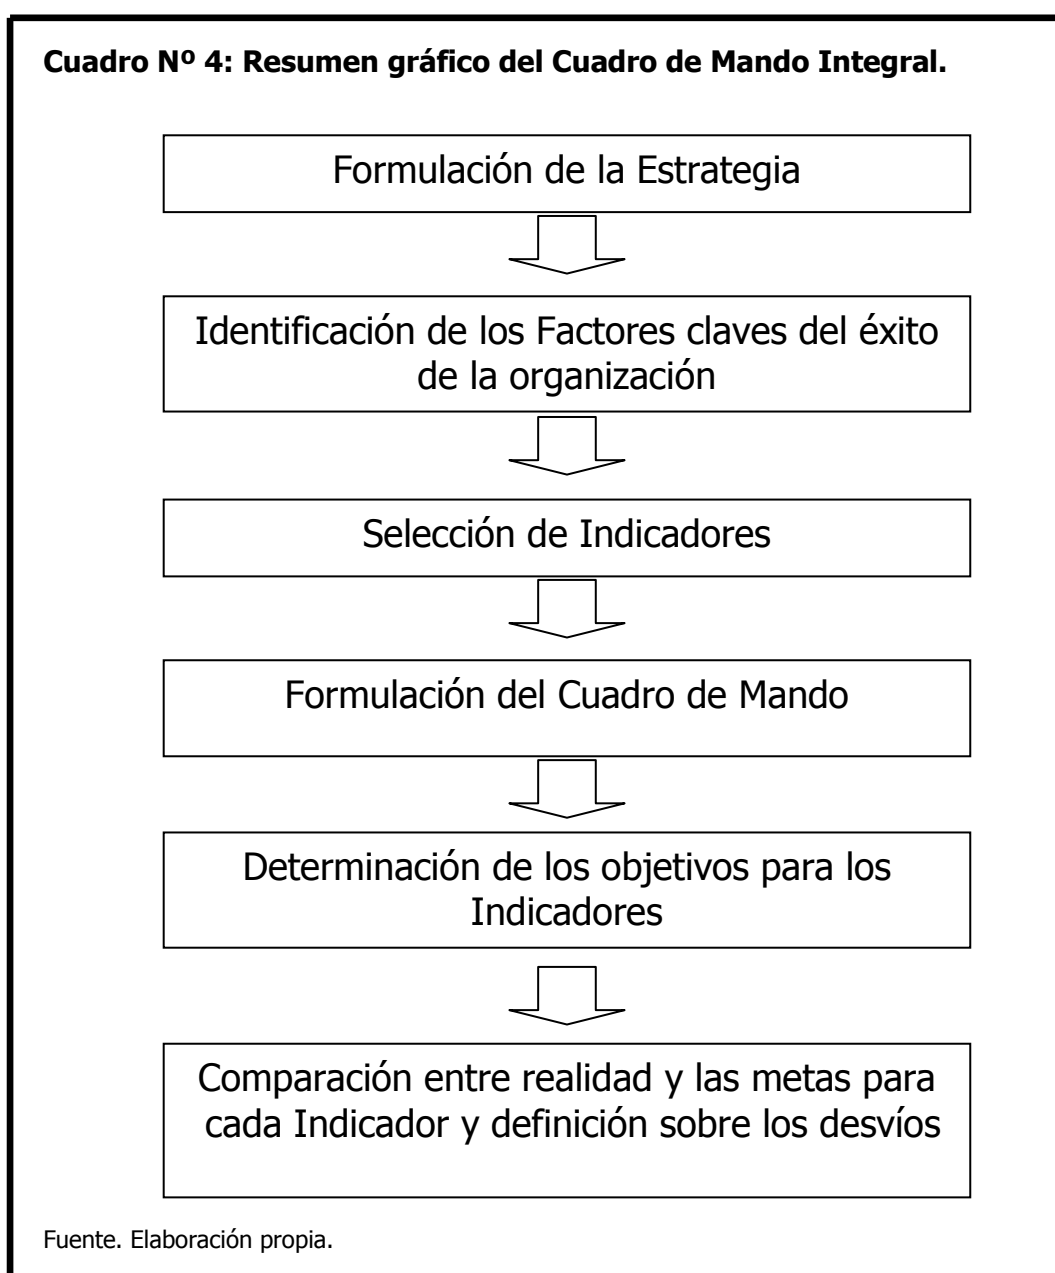 Cuadro Nº 4: Resumen gráfico del Cuadro de Mando Integral.
Formulación de la Estrategia
Identificación de los Factores claves del éxito
de la organización
Selección de Indicadores
Formulación del Cuadro de Mando
Determinación de los objetivos para los
Indicadores
Comparación entre realidad y las metas para
cada Indicador y definición sobre los desvíos
Fuente. Elaboración propia.